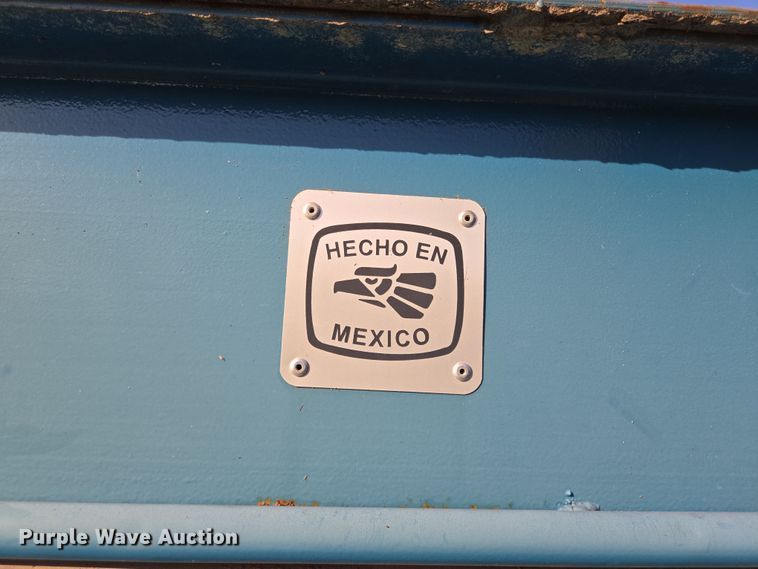 HECHO EN
MEXICO
Purple Wave Auction